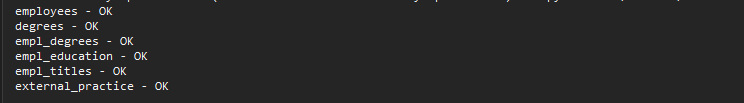 employees - OK
degrees - OK
empl_degrees - OK
empl_education - OK
empl_titles - OK
external_practice - OK